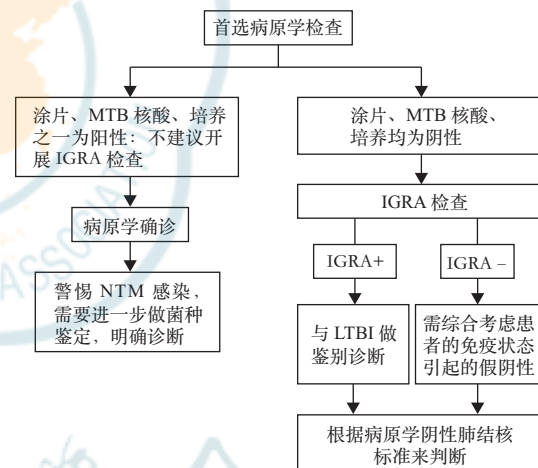 首选病原学检查
涂片、MTB 核酸、培养
之一为阳性：不建议开
展 IGRA 检查
涂片、MTB 核酸、
培养均为阴性
病原学确诊
IGRA 检查
警惕 NTM 感染，
需要进一步做菌种
鉴定，明确诊断
IGRA+
IGRA −
与 LTBI 做
鉴别诊断
需综合考虑患
者的免疫状态
引起的假阴性
根据病原学阴性肺结核
标准来判断
ASSOCIATION